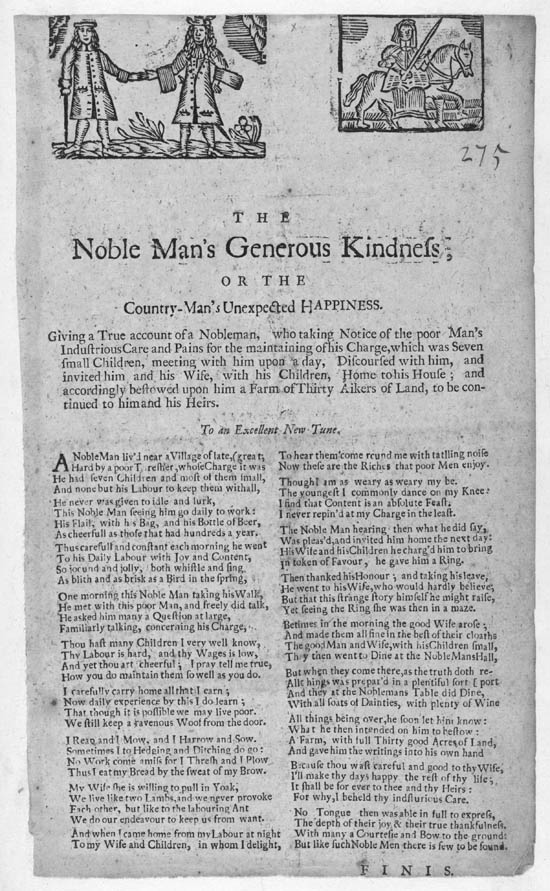 275
THE
Noble Man's Generous Kindneſs;
OR THE
Country-Man's Unexpected HAPPINESS.
Giving a True account of a Nobleman, who taking Notice of the poor Man's
InduſtriousCare and Pains for the maintaining of his Charge, which was Seven
ſmall Children, meeting with him upon a day, Diſcourſed with him, and
invited him and his Wife, with his Children, Home to his House; and
accordingly beſtowed upon him a Farm of Thirty Aikers of Land, to be con-
tinued to him and his Heirs.
To an Excellent New Tune.
A NobleMan liv'd near a Village of late, (great;
Hard by a poor Treſher, whoſe Charge it was
He had ſeven Children and moſt of them ſmall,
And none but his Labour to keep them withall,
He never was given to idle and lurk,
This Noble Man ſeeing him go daily to work:
His Flail, with his Bag, and his Bottle of Beer,
As cheerfull as thoſe that had hundreds a year.
Thus carefull and conſtant each morning he went
To his Daily Labour with Joy and Content,
So jocund and jolly, both whiſtle and ſing,
As blith and as brisk as a Bird in the ſpring,
One morning this Noble Man taking his Walk,
He met with this poor Man, and freely did talk,
He asked him many a Queſtion at large,
Familiarly talking, concerning his Charge,
Thou haſt many Children I very well know,
Thy Labour is hard, and thy Wages is low,
And yet thou art cheerful; I pray tell me true,
How you do maintain them ſo well as you do.
I carefully carry home all that I earn;
Now daily experience by this I do learn;
That though it is poſſible we may live poor.
We ſtill keep a ravenous Woof from the door.
I Reap and I Mow, and I Harrow and Sow.
Sometimes I to Hedging and Ditching do go:
No Work come amiſs for I Threſh and I Plow
Thus I eat my Bread by the ſweat of my Brow.
My Wife ſhe is willing to pull in Yoak,
We live like two Lambs, and we never provoke
Each other, but like to the labouring Ant
We do our endeavour to keep us from want.
And when I came home from my Labour at night
To my Wife and Children, in whom I delight,
To hear them come round me with tatling noiſe
Now theſe are the Riches that poor Men enjoy.
Though I am as weary as weary my be.
The youngeſt I commonly dance on my Knee:
I find that Content is an abſolute Feaſt,
I never repin'd at my Charge in the leaſt.
The Noble Man hearing then what he did ſay,
Was pleas'd, and invited him home the next day:
His Wife and his Children he charg'd him to bring
In token of Favour, he gave him a Ring.
Then thanked his Honour; and taking his leave,
He went to his Wife, who would hardly believe,
But that this ſtrange ſtory himſelf he might raiſe,
Yet ſeeing the Ring ſhe was then in a maze.
Betimes in the morning the good Wife aroſe;
And made them all fine in the beſt of their cloaths
The good Man and Wife, with his Children ſmall,
They then went to Dine at the Noble Mans Hall,
But when they come there, as the truth doth re-
All things was prepar'd in a plentiful ſort (port
And they at the Noblemans Table did Dine,
With all ſoats of Dainties, with plenty of Wine
All things being over, he ſoon let him know:
What he then intended on him to beſtow:
A Farm, with full Thirty good Acres of Land,
And gave him the writings into his own hand
Becauſe thou waſt careful and good to thy Wife,
I'll make thy days happy the reſt of thy life;
It ſhall be for ever to thee and thy Heirs:
For why, I beheld thy induſtrious Care.
No Tongue then was able in full to expreſs,
The depth of their joy & their true thankfulneſs.
With many a Courteſie and Bow to the ground:
But like ſuch Noble Men there is few to be found.
FINIS.